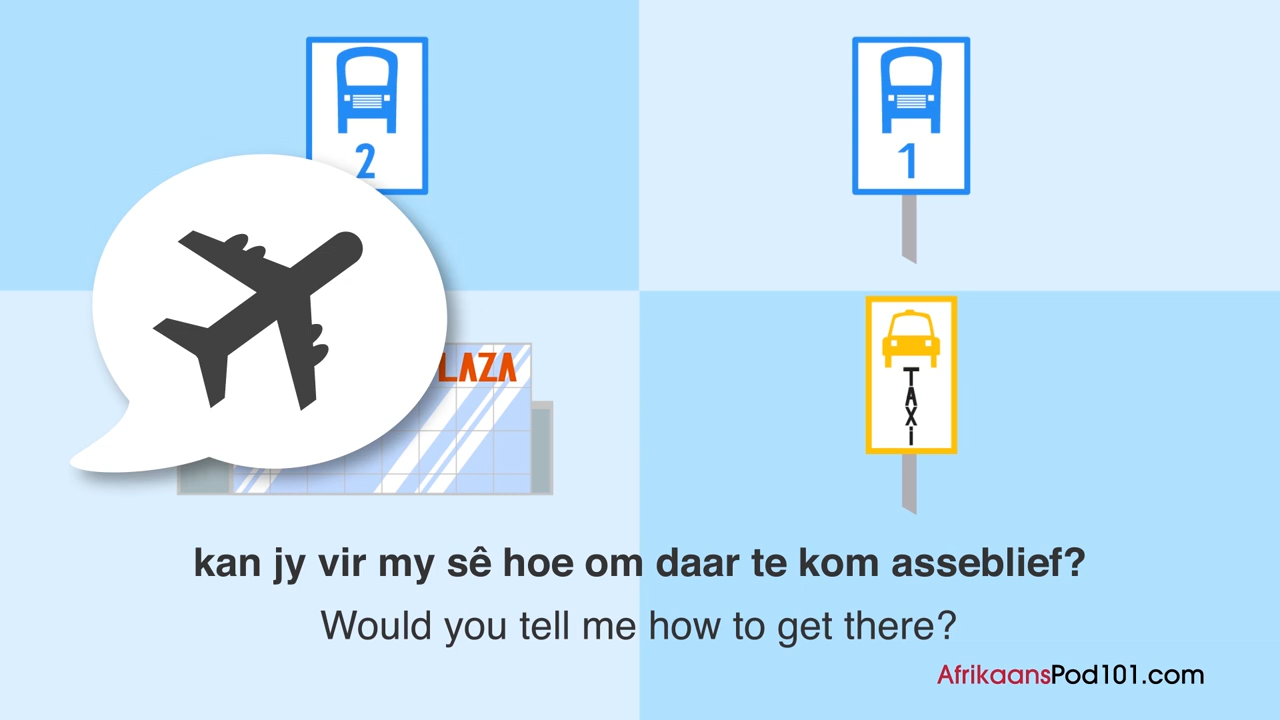 2
1
LAZA
TAXi
kan jy vir my sê hoe om daar te kom asseblief?
Would you tell me how to get there?
AfrikaansPod101.com